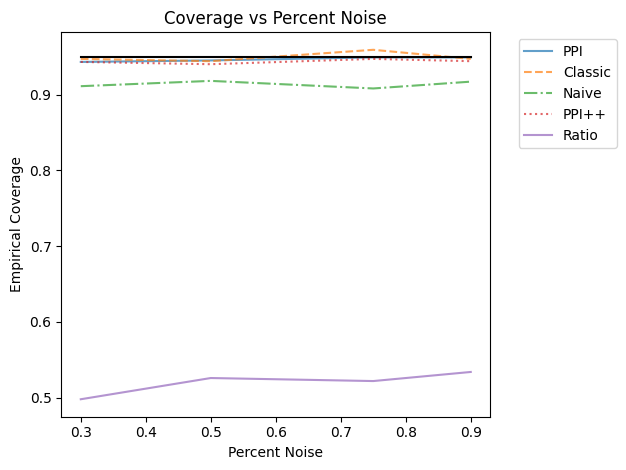 Coverage vs Percent Noise
PPI
Classic
Naive
PPI++
Ratio
Empirical Coverage
0.9
0.8
0.7
0.6
0.5
0.3 0.4 0.5 0.6 0.7 0.8 0.9
Percent Noise